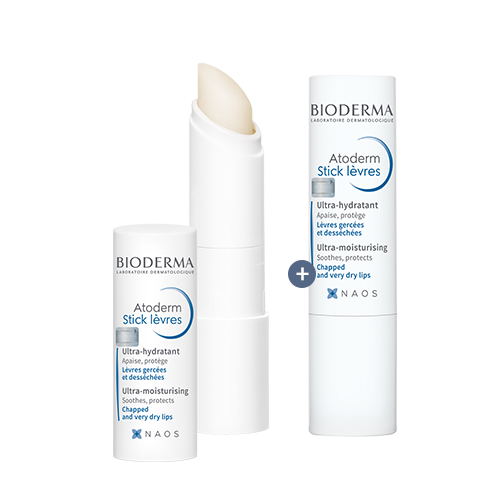 BIODERMA
LABORATOIRE DERMATOLOGIQUE
Atoderm
Stick lèvres
Ultra-hydratant
Apaise, protège
Lèvres gercées
et desséchées
Ultra-moisturising
Soothes, protects
Chapped
and very dry lips
NAOS
+
BIODERMA
LABORATOIRE DERMATOLOGIQUE
Atoderm
Stick lèvres
Ultra-hydratant
Apaise, protège
Lèvres gercées
et desséchées
Ultra-moisturising
Soothes, protects
Chapped
and very dry lips
NAOS